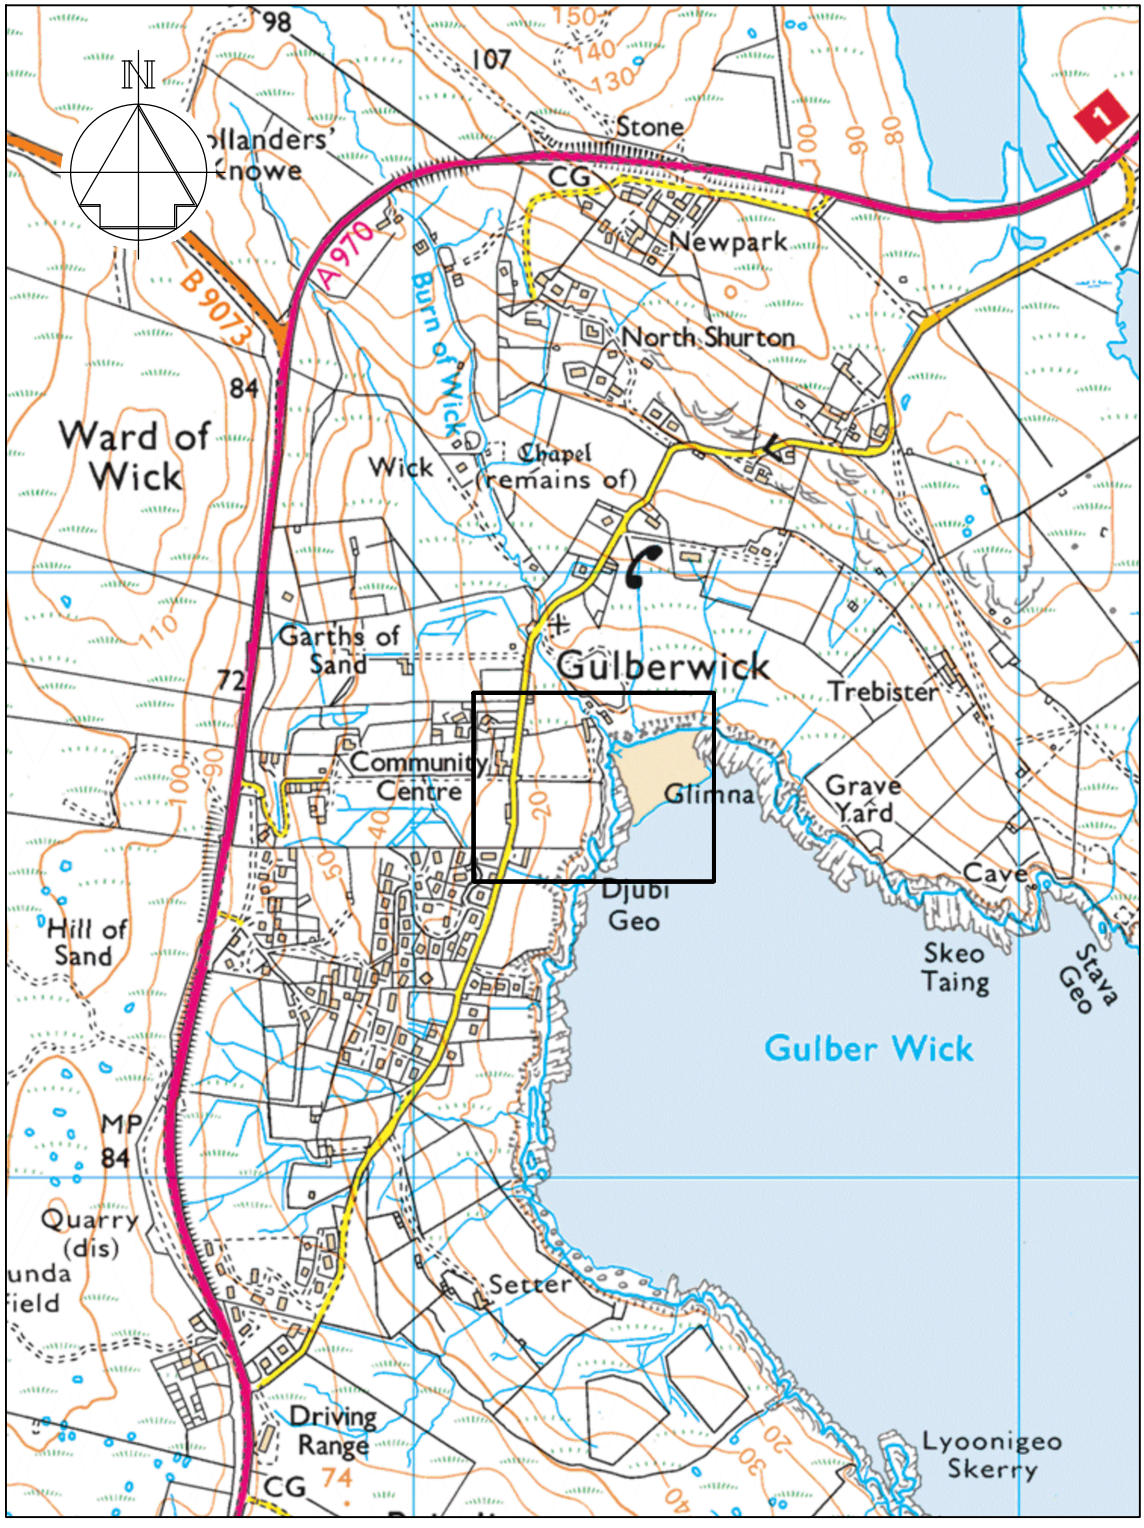 98
150
140
130
107
N
ollanders'
knowe
Stone
CG
100
90
80
1
A 970
Newpark
B 9073
Burn of Wick
North Shurton
84
Ward of
Wick
Wick
Chapel
(remains of)
110
Garths of
Sand
72
Gulberwick
Trebister
100
90
Community
Centre
20
Glimna
Grave
Yard
40
50
Cave
Djubi
Geo
Hill of
Sand
Skeo
Taing
Stava
Geo
Gulber Wick
MP
84
Quarry
(dis)
unda
ield
Setter
Driving
Range
74
CG
20
30
40
Lyoonigeo
Skerry